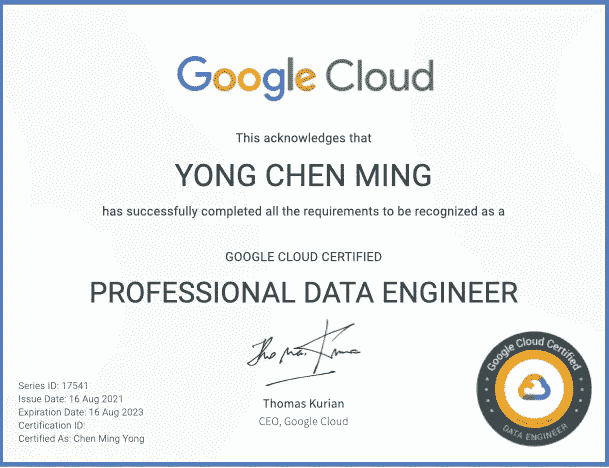 Google Cloud
This acknowledges that
YONG CHEN MING
has successfully completed all the requirements to be recognized as a
GOOGLE CLOUD CERTIFIED
PROFESSIONAL DATA ENGINEER
Thomas Kurian
CEO, Google Cloud
Series ID: 17541
Issue Date: 16 Aug 2021
Expiration Date: 16 Aug 2023
Certification ID:
Certified As: Chen Ming Yong
Google Cloud Certified
DATA ENGINEER